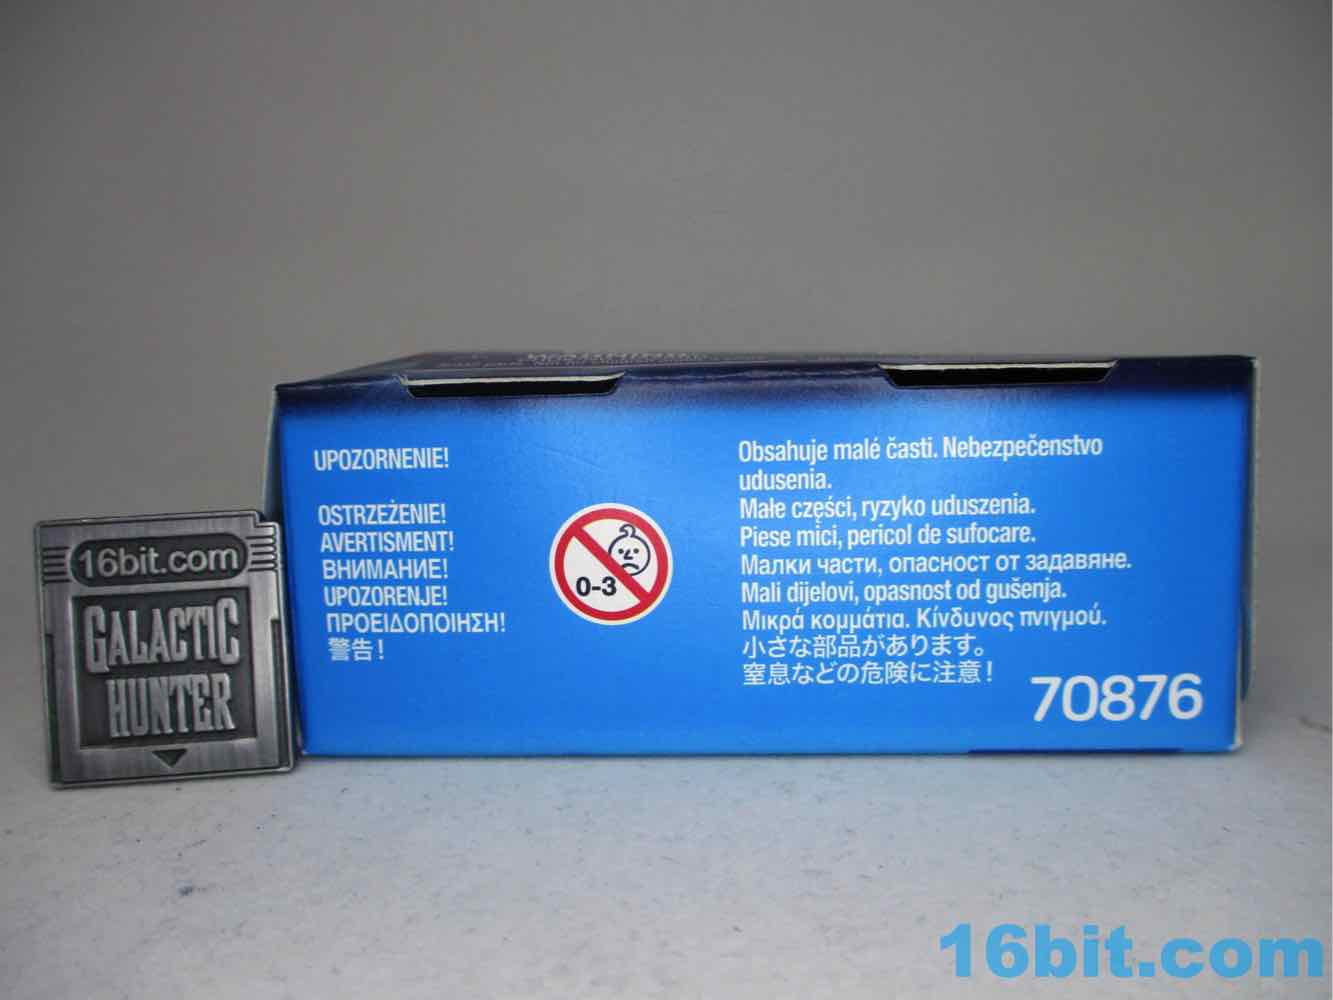 UPOZORNENIE!
OSTRZEŻENIE!
AVERTISMENT!
ВНИМАНИЕ!
UPOZORENJE!
ΠΡΟΕΙΔΟΠΟΙΗΣΗ!
警告!
0-3
Obsahuje malé časti. Nebezpečenstvo
udusenia.
Małe części, ryzyko uduszenia.
Piese mici, pericol de sufocare.
Малки части, опасност от задавяне.
Mali dijelovi, opasnost od gušenja.
Μικρά κομμάτια. Κίνδυνος πνιγμού.
小さな部品があります。
窒息などの危険に注意!
70876
16bit.com
GALACTIC
HUNTER
16bit.com